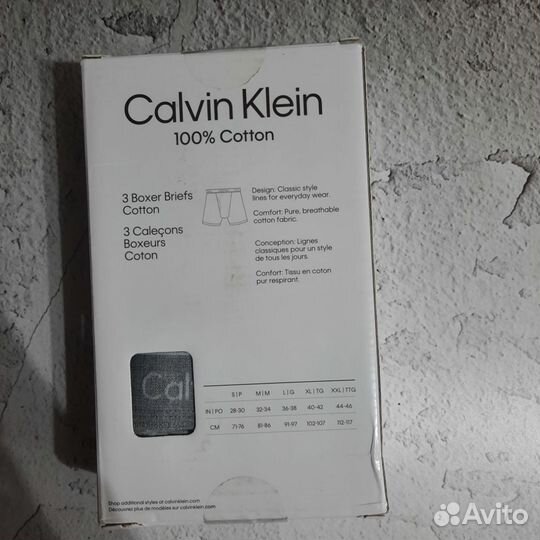 Calvin Klein
100% Cotton
3 Boxer Briefs
Cotton
3 Caleçons
Boxeurs
Coton
Design: Classic style
lines for everyday wear.
Comfort: Pure, breathable
cotton fabric.
Conception: Lignes
classiques pour un style
de tous les jours.
Confort: Tissu en coton
pur respirant.
Cal
S|P M|M L|G XL|TG XXL|TTG
IN|PO 28-30 32-34 36-38 40-42 44-46
CM 71-76 81-86 91-97 102-107 112-117
Shop additional styles at calvinklein.com
Découvrez plus de modèles sur calvinklein.com
Avito